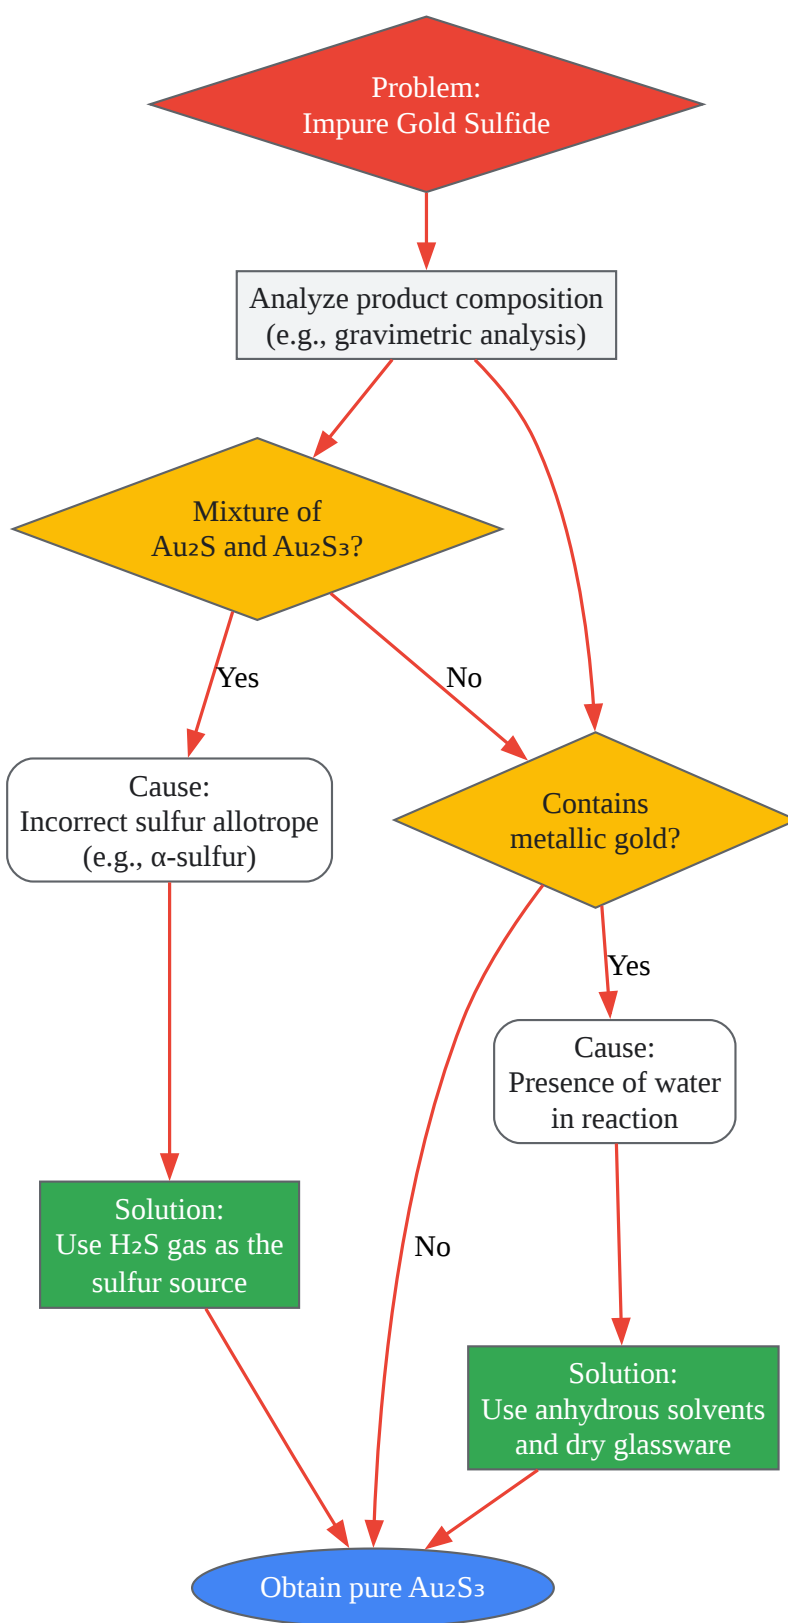 Problem:
Impure Gold Sulfide
Analyze product composition
(e.g., gravimetric analysis)
Mixture of
Au₂S and Au₂S₃?
Yes
No
Cause:
Incorrect sulfur allotrope
(e.g., α-sulfur)
Contains
metallic gold?
Yes
Cause:
Presence of water
in reaction
Solution:
Use H₂S gas as the
sulfur source
No
Solution:
Use anhydrous solvents
and dry glassware
Obtain pure Au₂S₃